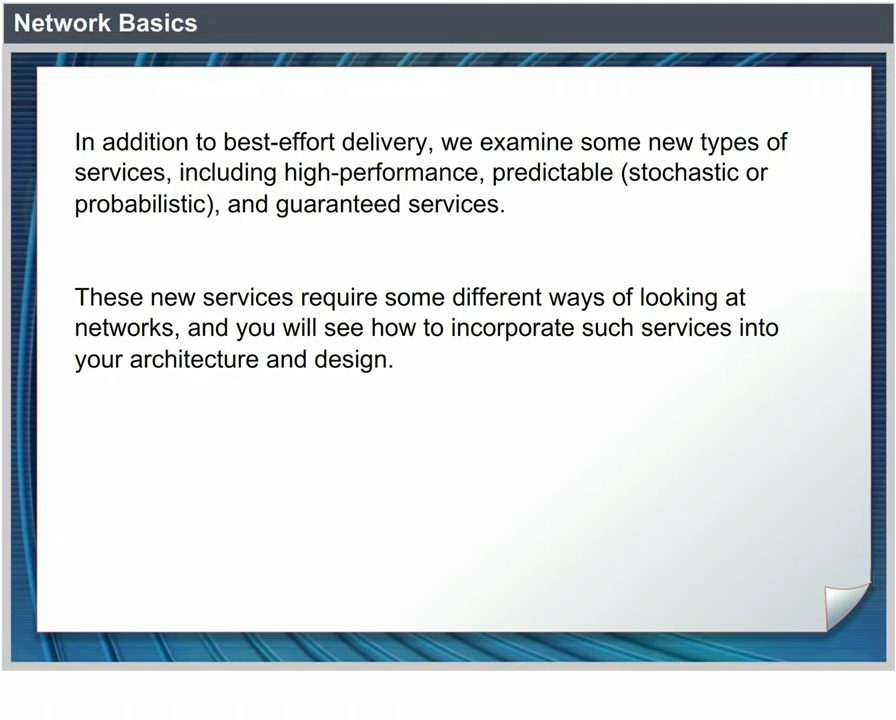 Network Basics
In addition to best-effort delivery, we examine some new types of
services, including high-performance, predictable (stochastic or
probabilistic), and guaranteed services.
These new services require some different ways of looking at
networks, and you will see how to incorporate such services into
your architecture and design.